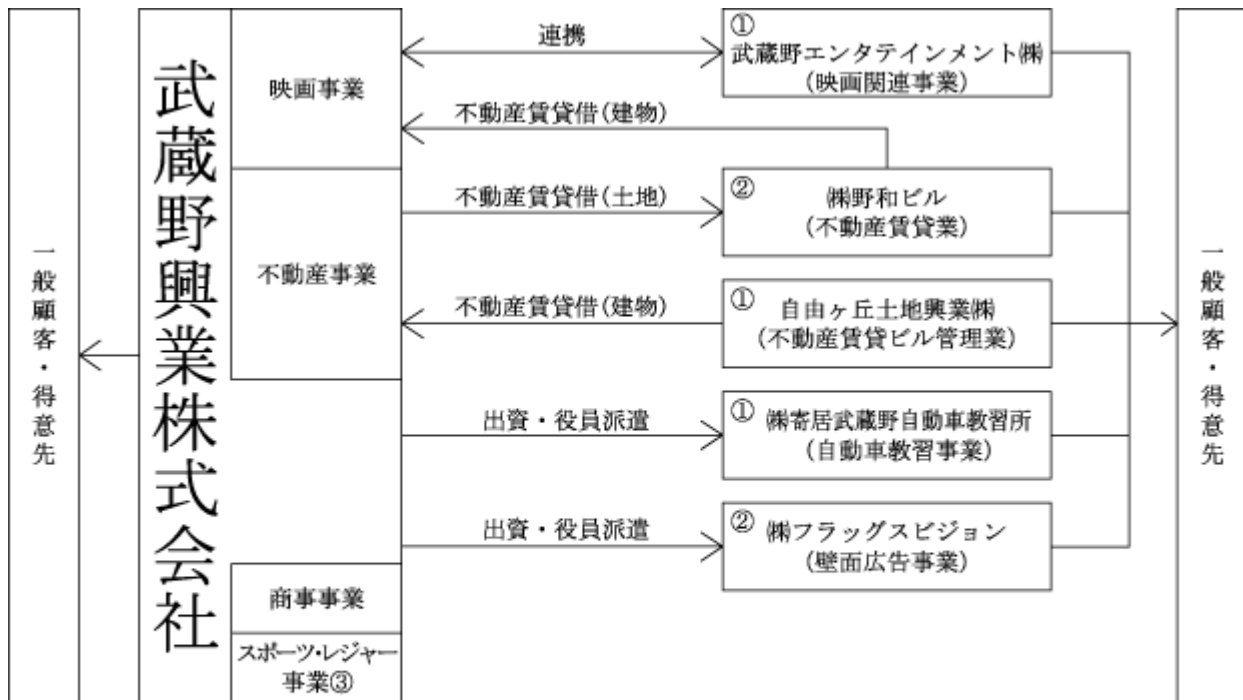 一般顧客・得意先
武蔵野興業株式会社
映画事業
不動産事業
商事事業
スポーツ・レジャー
事業③
連携
不動産賃貸借(建物)
不動産賃貸借(土地)
不動産賃貸借(建物)
出資・役員派遣
出資・役員派遣
①
武蔵野エンタテインメント㈱
(映画関連事業)
②
㈱野和ビル
(不動産賃貸業)
①
自由ヶ丘土地興業㈱
(不動産賃貸ビル管理業)
①
㈱寄居武蔵野自動車教習所
(自動車教習事業)
②
㈱フラッグスビジョン
(壁面広告事業)
一般顧客・得意先